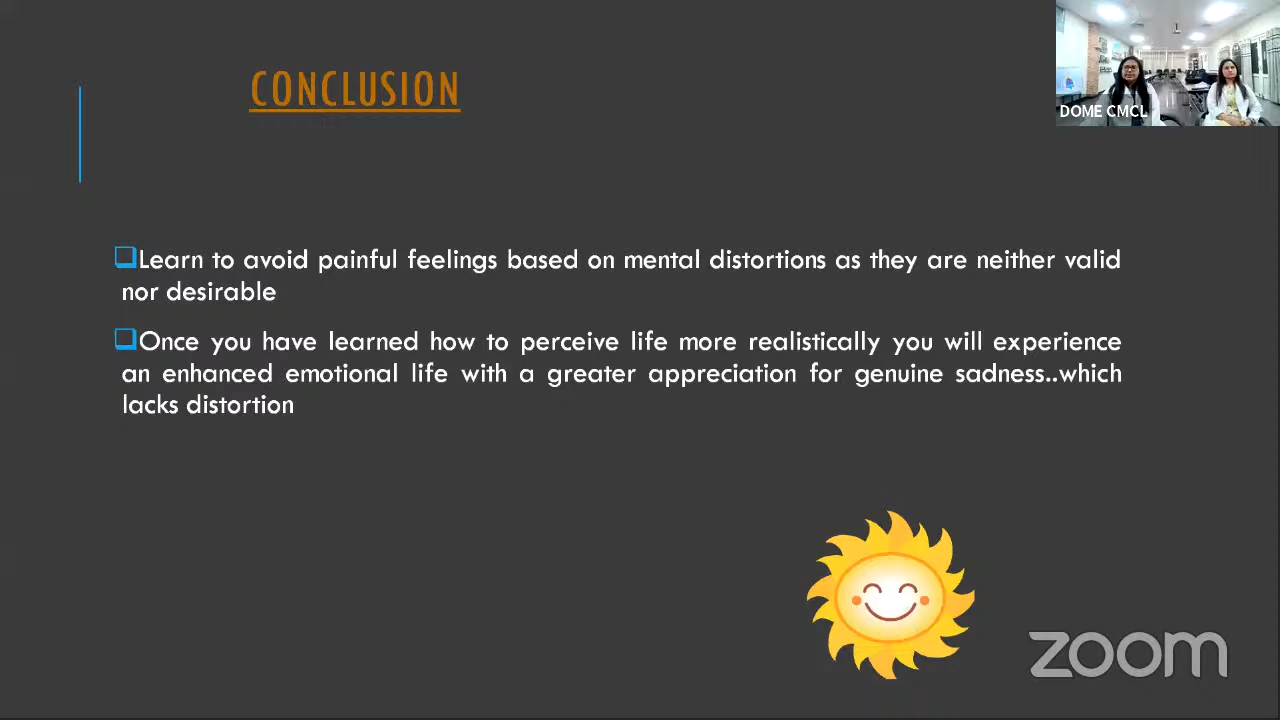 CONCLUSION
DOME CMCL
Learn to avoid painful feelings based on mental distortions as they are neither valid
nor desirable
Once you have learned how to perceive life more realistically you will experience
an enhanced emotional life with a greater appreciation for genuine sadness..which
lacks distortion
zoom